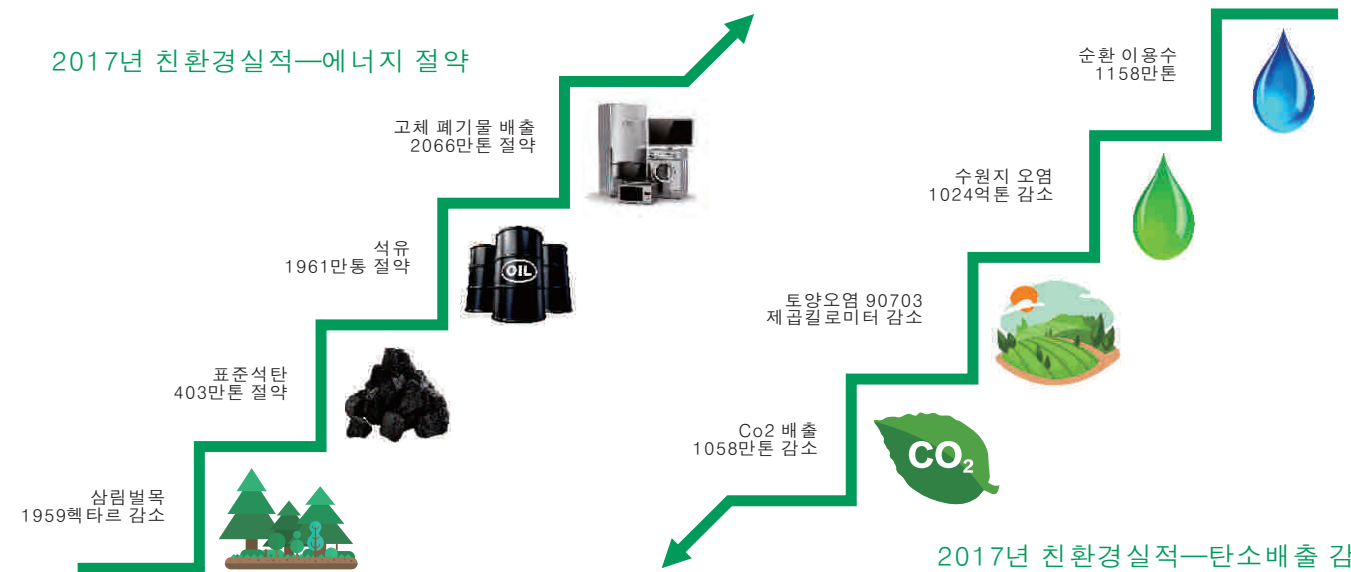 2017년 친환경실적—에너지 절약
고체 폐기물 배출
2066만톤 절약
석유
1961만통 절약
OIL
표준석탄
403만톤 절약
삼림벌목
1959헥타르 감소
순환 이용수
1158만톤
수원지 오염
1024억톤 감소
토양오염 90703
제곱킬로미터 감소
Co2 배출
1058만톤 감소
CO₂
2017년 친환경실적—탄소배출 감